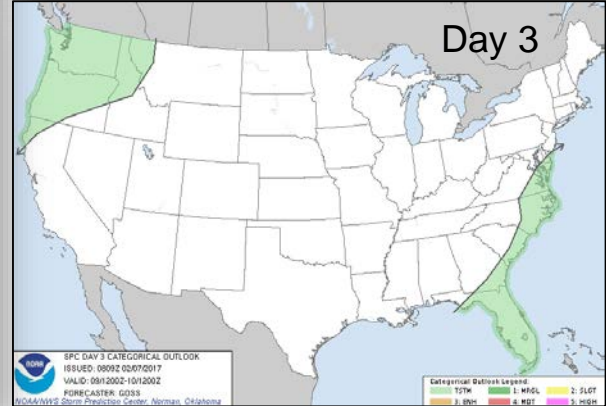 Day 3
NOAA
SPC DAY 3 CATEGORICAL OUTLOOK
ISSUED: 0809Z 02/07/2017
VALID: 09/1200Z-10/1200Z
FORECASTER: GOSS
NOAA/NWS Storm Prediction Center, Norman, Oklahoma
Categorical Outlook Legend:
TSTM 1: MRGL 2: SLGT
3: ENH 4: MDT 5: HIGH